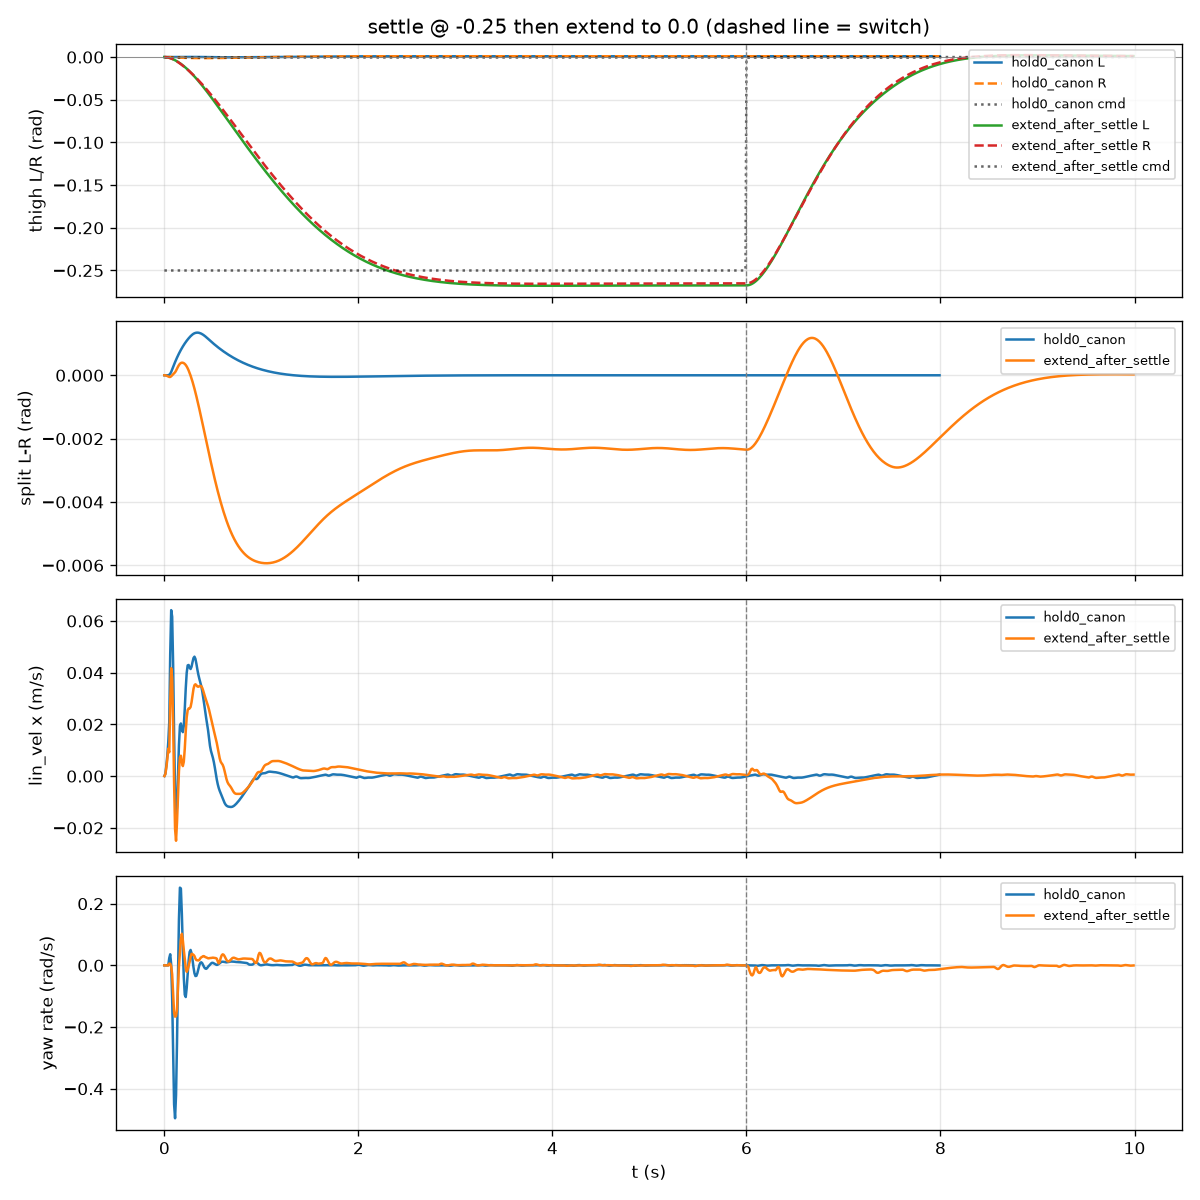 settle @ -0.25 then extend to 0.0 (dashed line = switch)
thigh L/R (rad)
0.00
−0.05
−0.10
−0.15
−0.20
−0.25
hold0_canon L
hold0_canon R
hold0_canon cmd
extend_after_settle L
extend_after_settle R
extend_after_settle cmd
split L-R (rad)
0.000
−0.002
−0.004
−0.006
hold0_canon
extend_after_settle
lin_vel x (m/s)
0.06
0.04
0.02
0.00
−0.02
hold0_canon
extend_after_settle
yaw rate (rad/s)
0.2
0.0
−0.2
−0.4
hold0_canon
extend_after_settle
0 2 4 6 8 10
t (s)